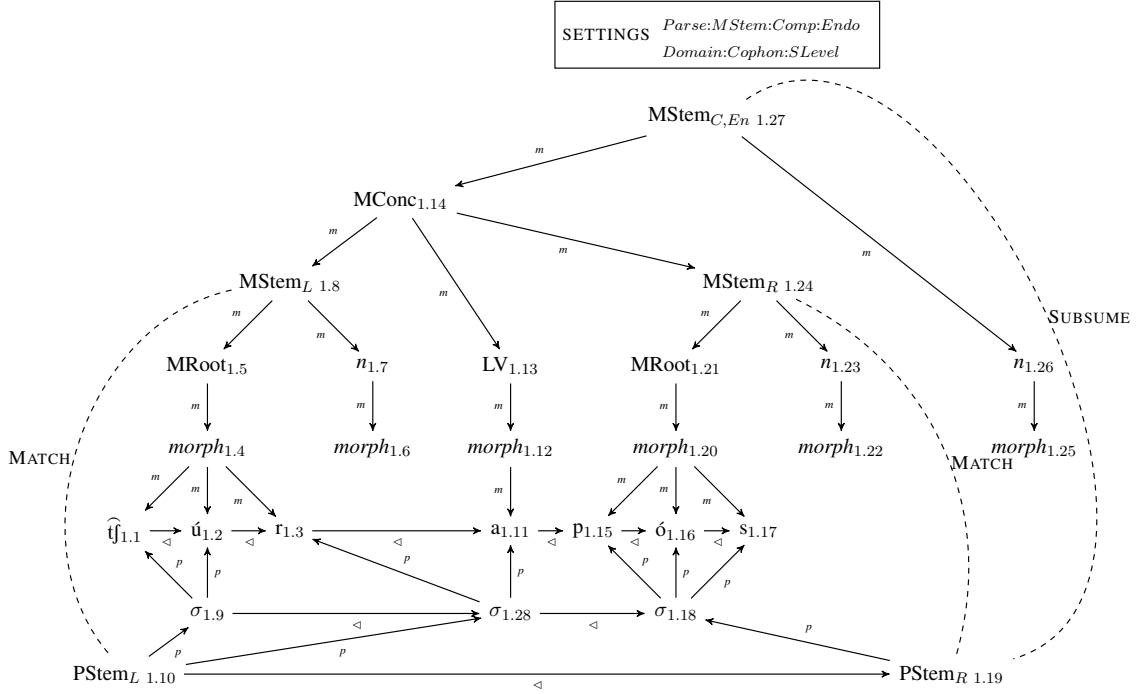 SETTINGS Parse:MStem:Comp:Endo
Domain:Cophon:SLevel
MStem_{C,En 1.27}
m
MConc_{1.14}
m m
MStem_{L 1.8} MStem_{R 1.24}
m m m m m
SUBSUME
MRoot_{1.5} n_{1.7} LV_{1.13} MRoot_{1.21} n_{1.23} n_{1.26}
m m m m m m
morph_{1.4} morph_{1.6} morph_{1.12} morph_{1.20} morph_{1.22} morph_{1.25}
MATCH MATCH
m m m m m m m
t͡ʃ_{1.1} ◃ ú_{1.2} ◃ r_{1.3} ◃ a_{1.11} ◃ p_{1.15} ◃ ó_{1.16} ◃ s_{1.17}
p p p p p p p
σ_{1.9} ◃ σ_{1.28} ◃ σ_{1.18}
p p p
PStem_{L 1.10} ◃ PStem_{R 1.19}